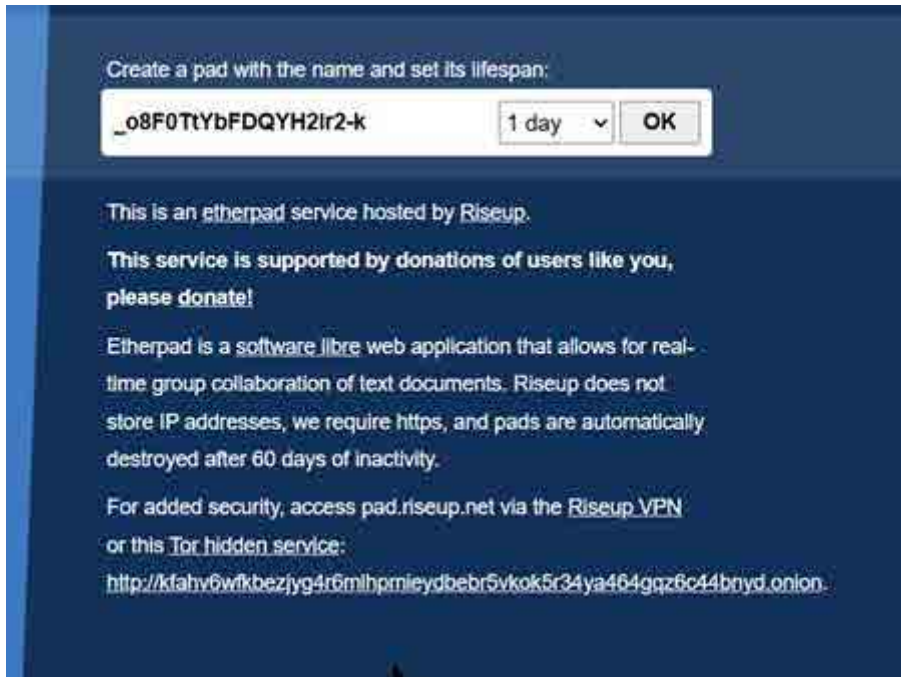 Create a pad with the name and set its lifespan:
1 day OK
This is an etherpad service hosted by Riseup.
This service is supported by donations of users like you,
please donate!
Etherpad is a software libre web application that allows for real-
time group collaboration of text documents. Riseup does not
store IP addresses, we require https, and pads are automatically
destroyed after 60 days of inactivity.
For added security, access pad.riseup.net via the Riseup VPN
or this Tor hidden service: